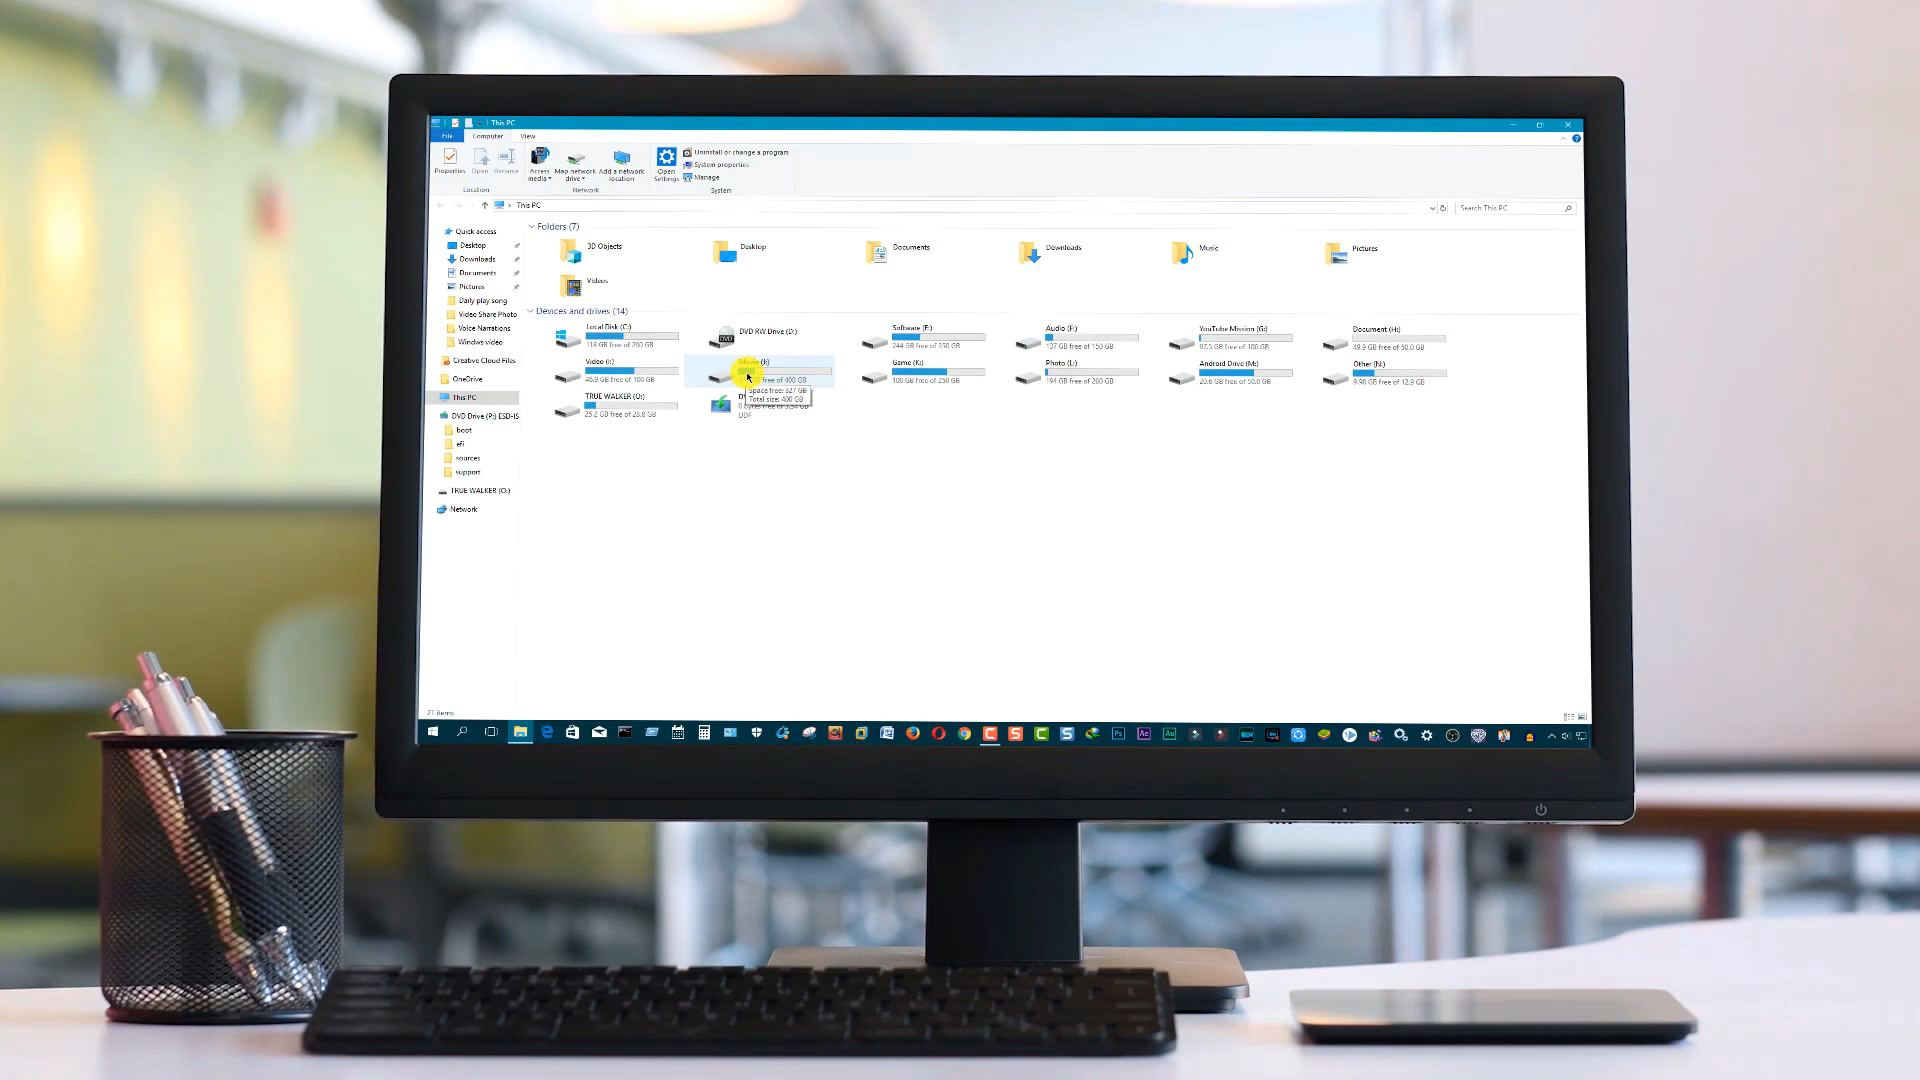 This PC
File Computer View
Properties Open Rename Access media Map network drive Add a network location Open Settings
Uninstall or change a program
System properties
Manage
Location Network System
This PC
Search This PC
Quick access
Desktop
Downloads
Documents
Pictures
Daily play song
Video Share Photo
Voice Narrations
Windws video
Creative Cloud Files
OneDrive
This PC
DVD Drive (P:) ESD-IS
boot
efi
sources
support
TRUE WALKER (O:)
Network
Folders (7)
3D Objects
Desktop
Documents
Downloads
Music
Pictures
Videos
Devices and drives (14)
Local Disk (C:)
118 GB free of 200 GB
DVD RW Drive (D:)
DVD
Software (E:)
244 GB free of 350 GB
Audio (F:)
137 GB free of 150 GB
YouTube Mission (G:)
97.5 GB free of 100 GB
Document (H:)
49.9 GB free of 50.0 GB
Video (I:)
46.9 GB free of 100 GB
Movie (J:)
free of 400 GB
Space free: 327 GB
Total size: 400 GB
Game (K:)
100 GB free of 250 GB
Photo (L:)
194 GB free of 200 GB
Android Drive (M:)
20.6 GB free of 50.0 GB
Other (N:)
9.98 GB free of 12.9 GB
TRUE WALKER (O:)
25.2 GB free of 28.8 GB
UDF
21 items
Ps Ae Au